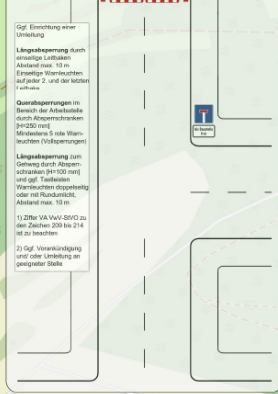 Ggf. Einrichtung einer
Umleitung
Längsabsperrung durch
einseitige Leitbaken
Abstand max. 10 m
Einseitige Warnleuchten
auf jeder 2. und der letzten
Leitbake
Querabsperrungen im
Bereich der Arbeitsstelle
durch Absperrschranken
[H=250 mm]
Mindestens 5 rote Warn-
leuchten (Vollsperrungen)
Längsabsperrung zum
Gehweg durch Absperr-
schranken [H=100 mm]
und ggf. Tastleisten
Warnleuchten doppelseitig
oder mit Rundumlicht,
Abstand max. 10 m.
1) Ziffer VA VwV-StVO zu
den Zeichen 209 bis 214
ist zu beachten
2) Ggf. Vorankündigung
und/ oder Umleitung an
geeigneter Stelle
bis Baustelle
frei